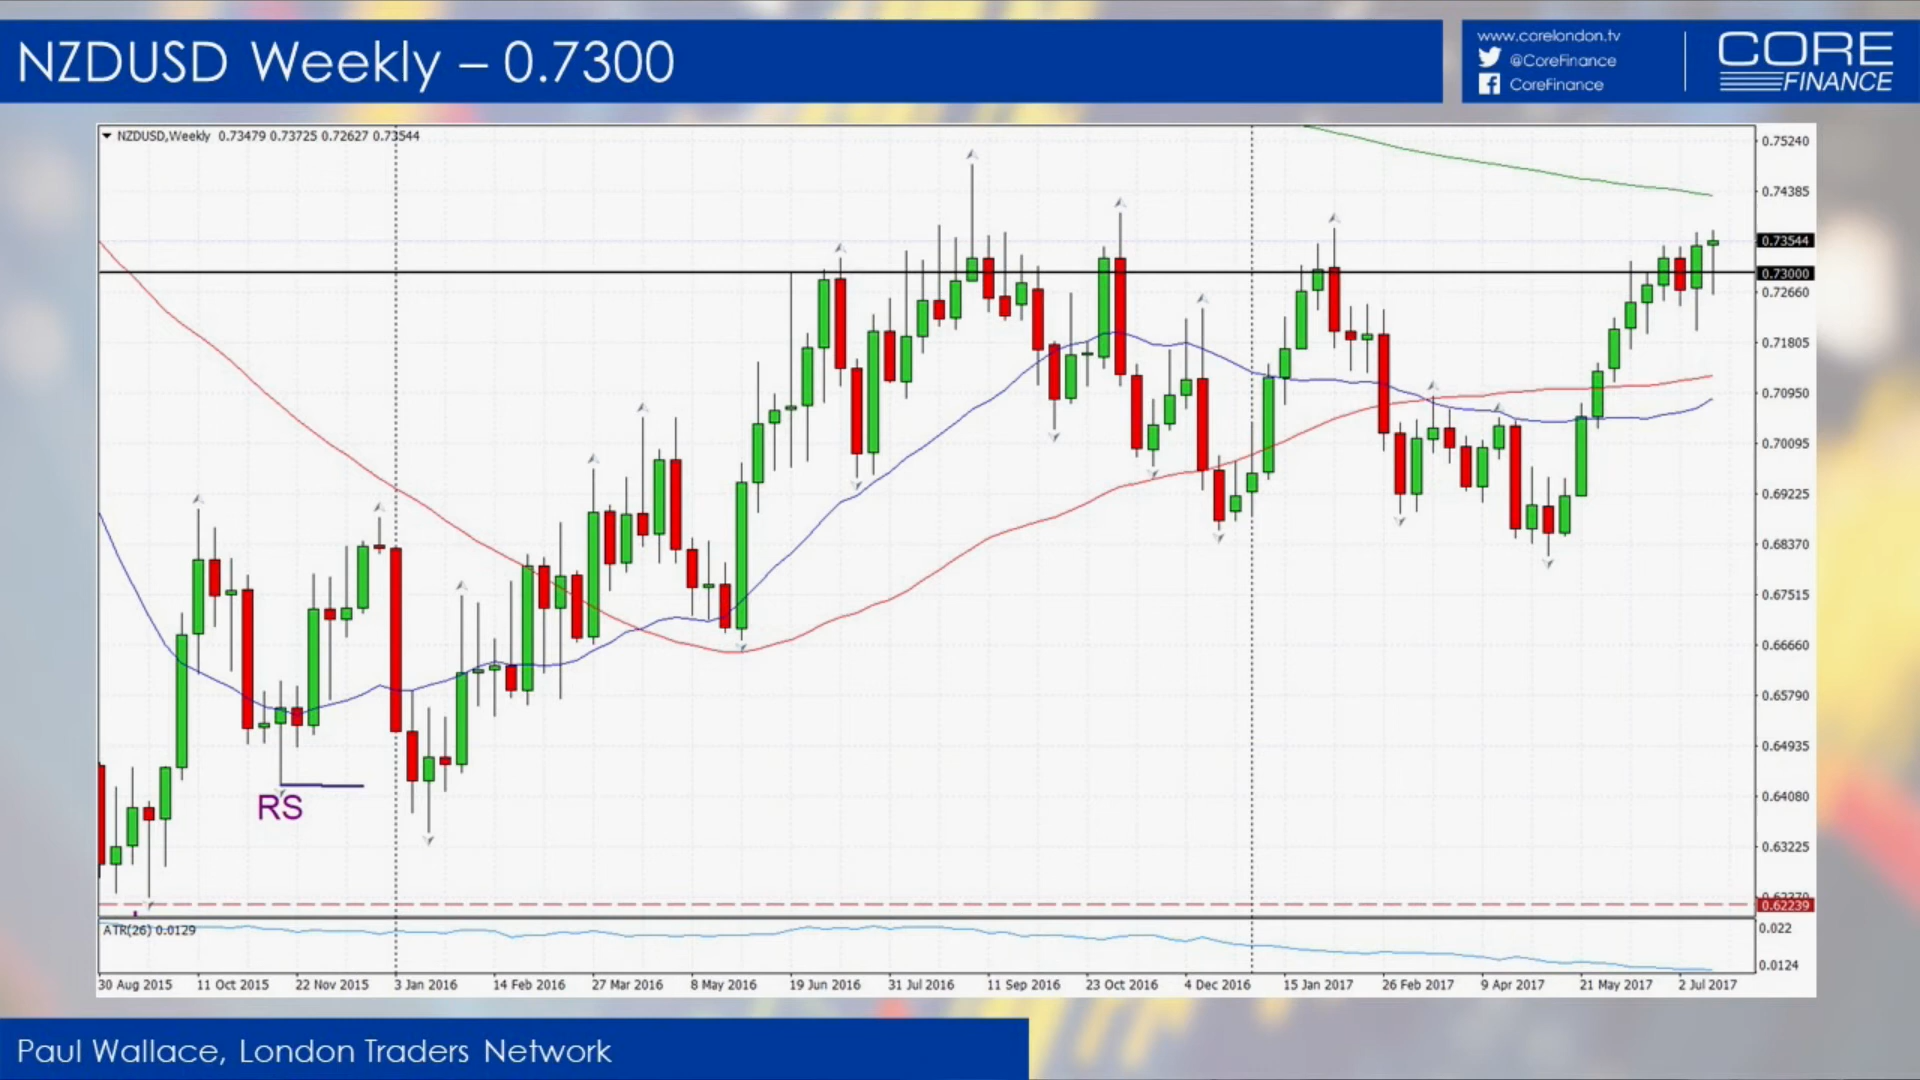 NZDUSD Weekly – 0.7300
www.corelondon.tv
@CoreFinance
CoreFinance
CORE
FINANCE
NZDUSD,Weekly 0.73479 0.73725 0.72627 0.73544
0.75240
0.74385
0.73544
0.73000
0.72660
0.71805
0.70950
0.70095
0.69225
0.68370
0.67515
0.66660
0.65790
0.64935
0.64080
0.63225
0.62370
0.62239
RS
ATR(26) 0.0129
0.022
0.0124
30 Aug 2015 11 Oct 2015 22 Nov 2015 3 Jan 2016 14 Feb 2016 27 Mar 2016 8 May 2016 19 Jun 2016 31 Jul 2016 11 Sep 2016 23 Oct 2016 4 Dec 2016 15 Jan 2017 26 Feb 2017 9 Apr 2017 21 May 2017 2 Jul 2017
Paul Wallace, London Traders Network